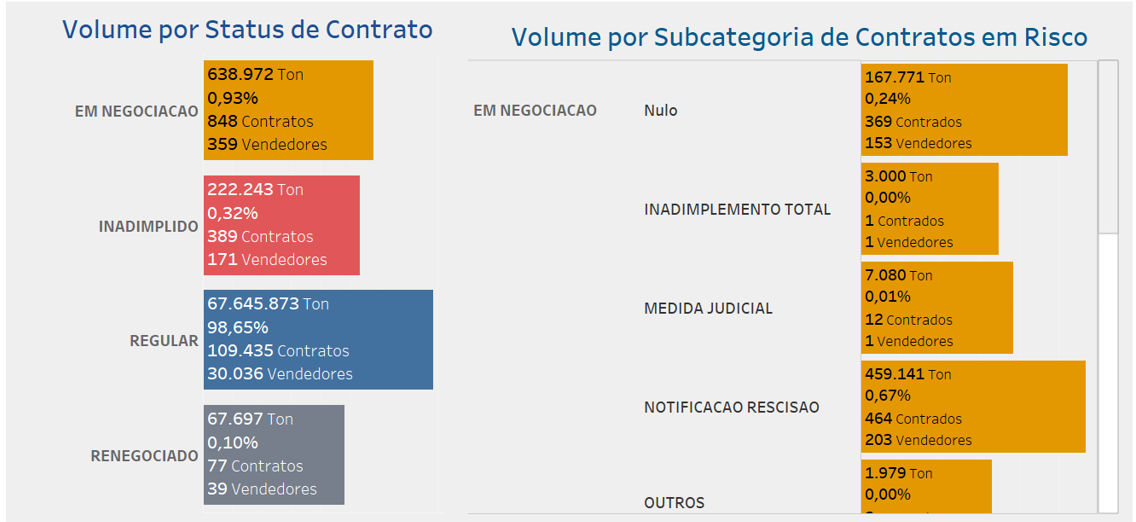 Volume por Status de Contrato
EM NEGOCIACAO
638.972 Ton
0,93%
848 Contratos
359 Vendedores
INADIMPLIDO
222.243 Ton
0,32%
389 Contratos
171 Vendedores
REGULAR
67.645.873 Ton
98,65%
109.435 Contratos
30.036 Vendedores
RENEGOCIADO
67.697 Ton
0,10%
77 Contratos
39 Vendedores
Volume por Subcategoria de Contratos em Risco
EM NEGOCIACAO
Nulo
167.771 Ton
0,24%
369 Contrados
153 Vendedores
INADIMPLEMENTO TOTAL
3.000 Ton
0,00%
1 Contrados
1 Vendedores
MEDIDA JUDICIAL
7.080 Ton
0,01%
12 Contrados
1 Vendedores
NOTIFICACAO RESCISAO
459.141 Ton
0,67%
464 Contrados
203 Vendedores
OUTROS
1.979 Ton
0,00%